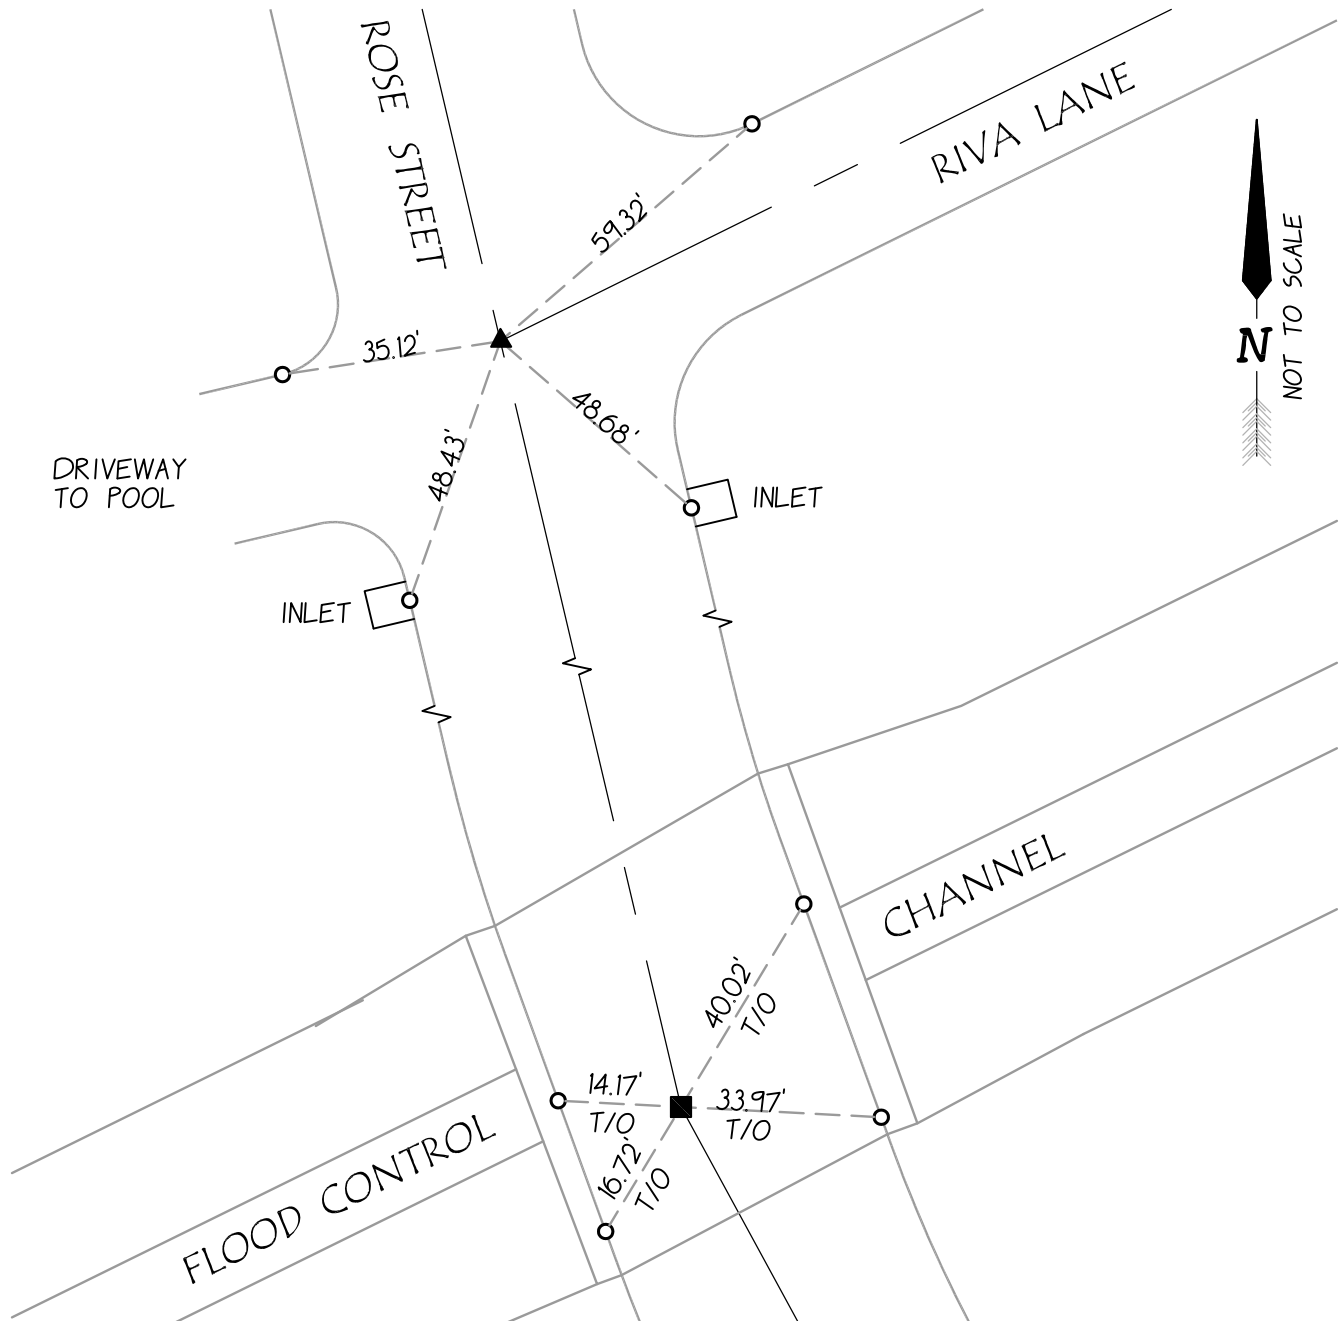 ROSE STREET
RIVA LANE
59.32'
35.12'
48.43'
48.68'
N
NOT TO SCALE
DRIVEWAY
TO POOL
INLET
INLET
CHANNEL
40.02'
T/O
14.17'
T/O
33.97'
T/O
16.72'
T/O
FLOOD CONTROL